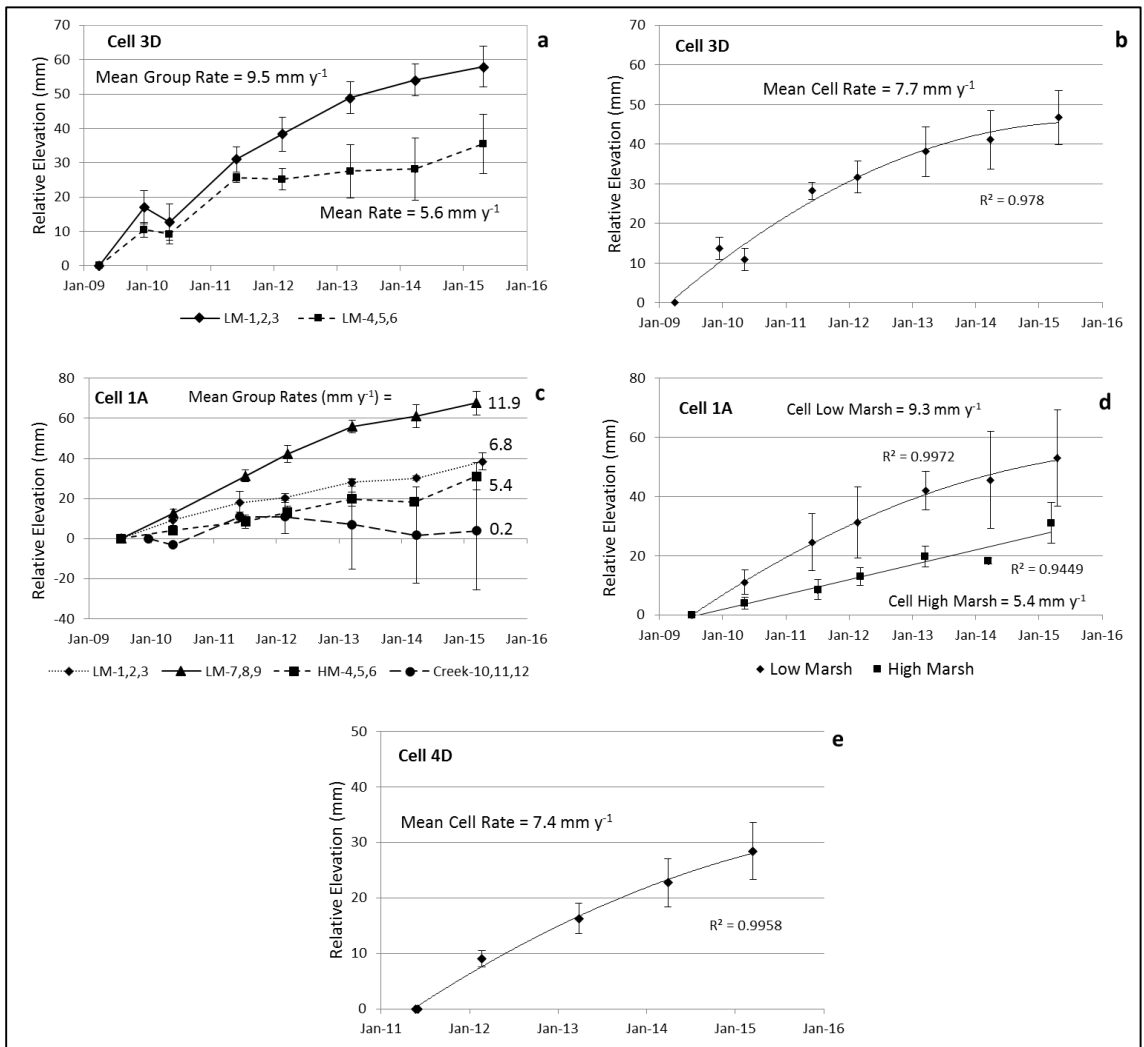 Cell 3D
a
Mean Group Rate = 9.5 mm y-1
Mean Rate = 5.6 mm y-1
Relative Elevation (mm)
70
60
50
40
30
20
10
0
Jan-09 Jan-10 Jan-11 Jan-12 Jan-13 Jan-14 Jan-15 Jan-16
LM-1,2,3 LM-4,5,6
Cell 3D
b
Mean Cell Rate = 7.7 mm y-1
R² = 0.978
Relative Elevation (mm)
70
60
50
40
30
20
10
0
Jan-09 Jan-10 Jan-11 Jan-12 Jan-13 Jan-14 Jan-15 Jan-16
Cell 1A
c
Mean Group Rates (mm y-1) =
11.9
6.8
5.4
0.2
Relative Elevation (mm)
80
60
40
20
0
-20
-40
Jan-09 Jan-10 Jan-11 Jan-12 Jan-13 Jan-14 Jan-15 Jan-16
LM-1,2,3 LM-7,8,9 HM-4,5,6 Creek-10,11,12
Cell 1A
d
Cell Low Marsh = 9.3 mm y-1
R² = 0.9972
R² = 0.9449
Cell High Marsh = 5.4 mm y-1
Relative Elevation (mm)
80
60
40
20
0
Jan-09 Jan-10 Jan-11 Jan-12 Jan-13 Jan-14 Jan-15 Jan-16
Low Marsh High Marsh
Cell 4D
e
Mean Cell Rate = 7.4 mm y-1
R² = 0.9958
Relative Elevation (mm)
50
40
30
20
10
0
Jan-11 Jan-12 Jan-13 Jan-14 Jan-15 Jan-16